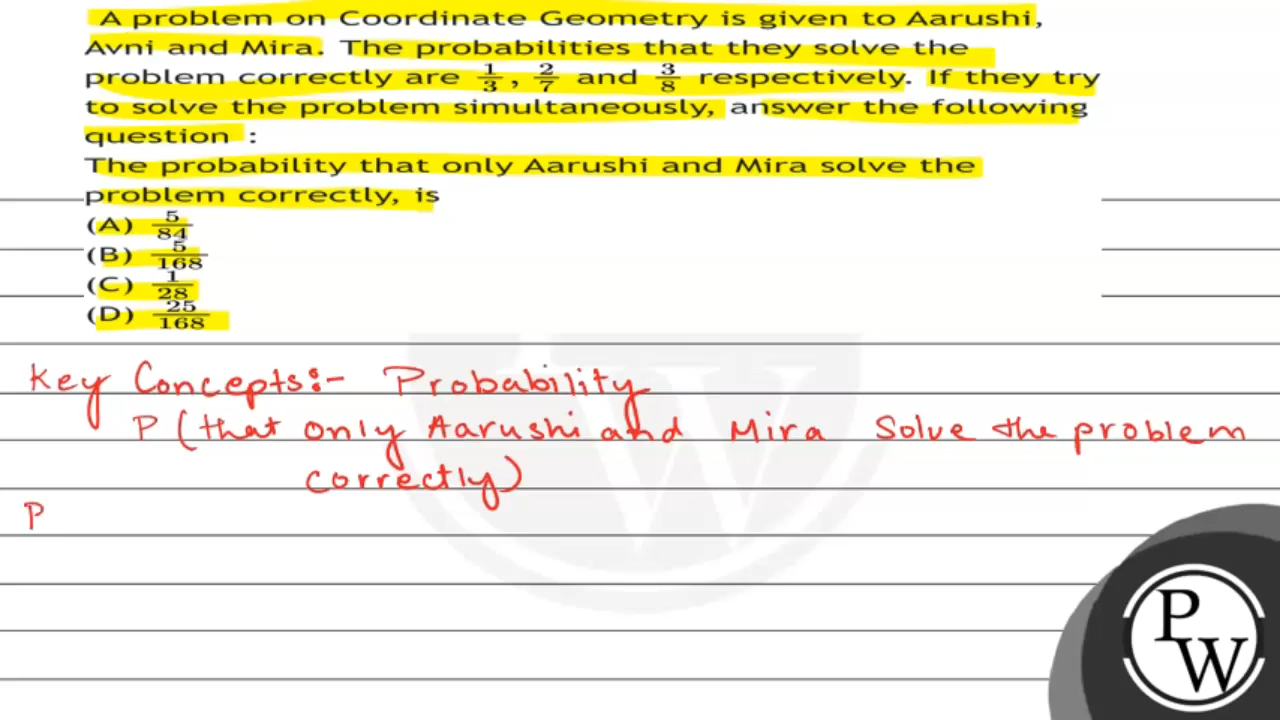 A problem on Coordinate Geometry is given to Aarushi,
Avni and Mira. The probabilities that they solve the
problem correctly are 1/3, 2/7 and 3/8 respectively. If they try
to solve the problem simultaneously, answer the following
question :
The probability that only Aarushi and Mira solve the
problem correctly, is
(A) 5/84
(B) 5/168
(C) 1/28
(D) 25/168
Key Concepts:- Probability
P (that only Aarushi and Mira Solve the problem
correctly)
P
PW